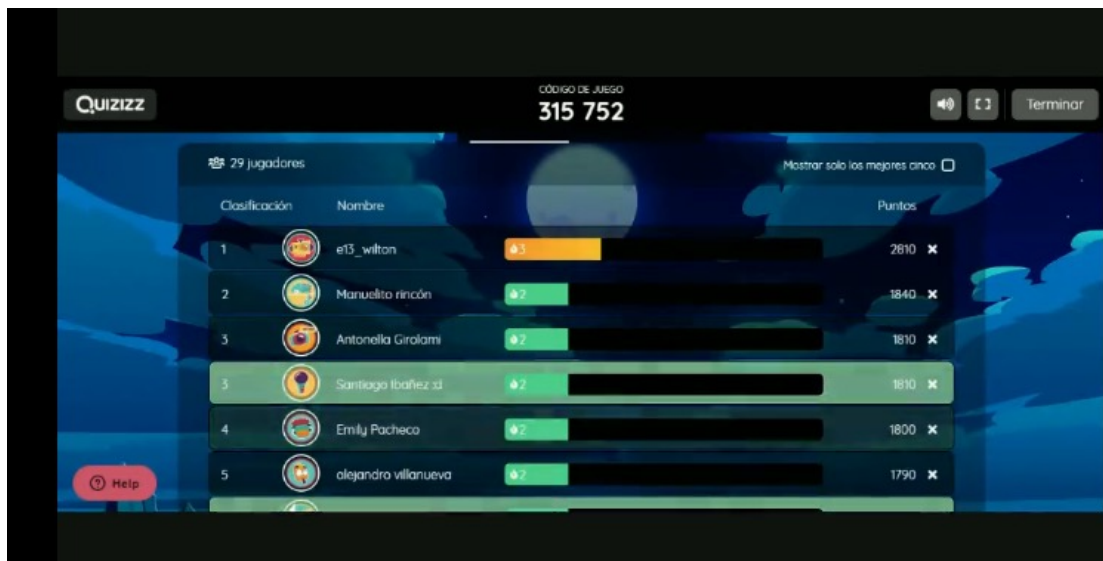 QUIZIZZ
CÓDIGO DE JUEGO
315 752
Terminar
29 jugadores
Mostrar solo los mejores cinco
Clasificación Nombre Puntos
1 e13_wilton 3 2810
2 Manuelito rincón 2 1840
3 Antonella Girolami 2 1810
3 Santiago Ibañez :d 2 1810
4 Emily Pacheco 2 1800
5 alejandro villanueva 2 1790
Help